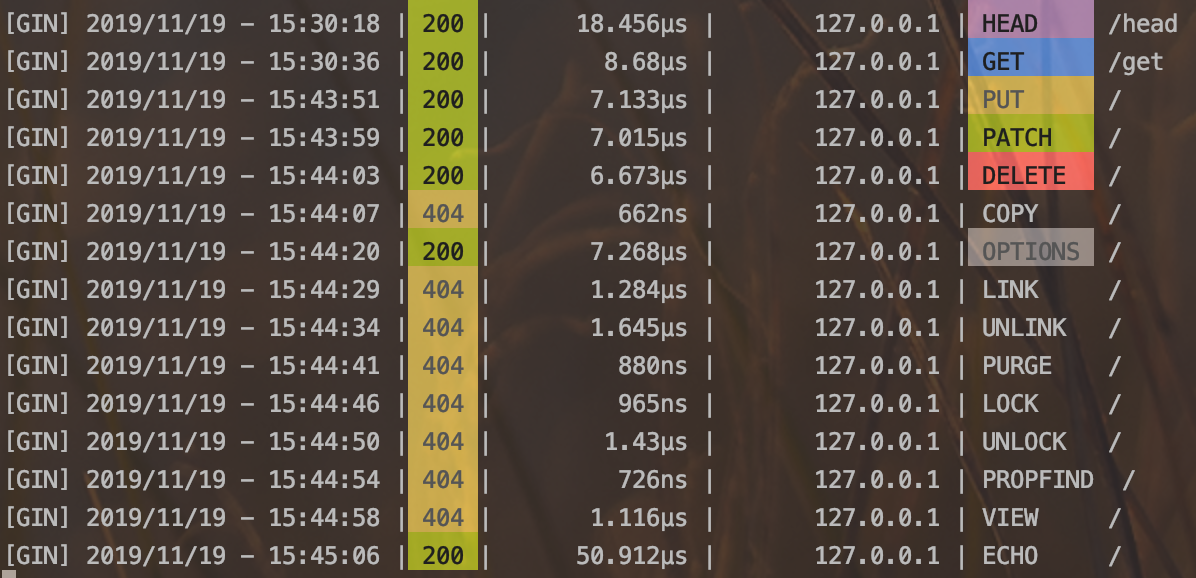 [GIN] 2019/11/19 – 15:30:18 | 200 | 18.456µs | 127.0.0.1 | HEAD /head
[GIN] 2019/11/19 – 15:30:36 | 200 | 8.68µs | 127.0.0.1 | GET /get
[GIN] 2019/11/19 – 15:43:51 | 200 | 7.133µs | 127.0.0.1 | PUT /
[GIN] 2019/11/19 – 15:43:59 | 200 | 7.015µs | 127.0.0.1 | PATCH /
[GIN] 2019/11/19 – 15:44:03 | 200 | 6.673µs | 127.0.0.1 | DELETE /
[GIN] 2019/11/19 – 15:44:07 | 404 | 662ns | 127.0.0.1 | COPY /
[GIN] 2019/11/19 – 15:44:20 | 200 | 7.268µs | 127.0.0.1 | OPTIONS /
[GIN] 2019/11/19 – 15:44:29 | 404 | 1.284µs | 127.0.0.1 | LINK /
[GIN] 2019/11/19 – 15:44:34 | 404 | 1.645µs | 127.0.0.1 | UNLINK /
[GIN] 2019/11/19 – 15:44:41 | 404 | 880ns | 127.0.0.1 | PURGE /
[GIN] 2019/11/19 – 15:44:46 | 404 | 965ns | 127.0.0.1 | LOCK /
[GIN] 2019/11/19 – 15:44:50 | 404 | 1.43µs | 127.0.0.1 | UNLOCK /
[GIN] 2019/11/19 – 15:44:54 | 404 | 726ns | 127.0.0.1 | PROPFIND /
[GIN] 2019/11/19 – 15:44:58 | 404 | 1.116µs | 127.0.0.1 | VIEW /
[GIN] 2019/11/19 – 15:45:06 | 200 | 50.912µs | 127.0.0.1 | ECHO /